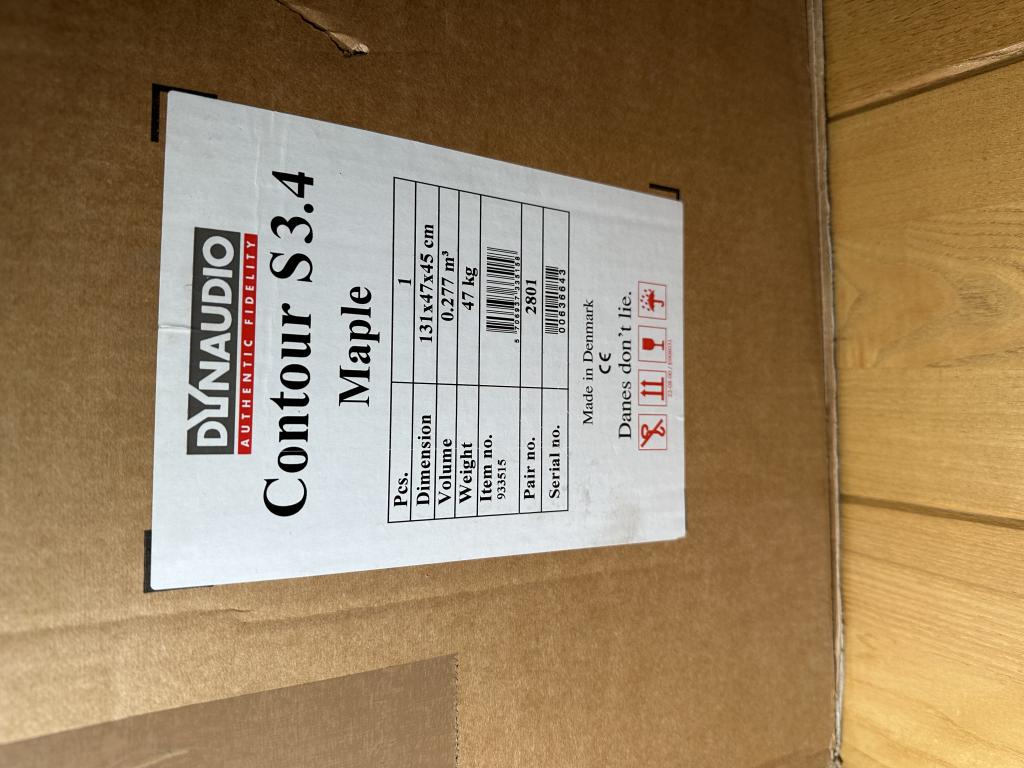 DYNAUDIO
AUTHENTIC FIDELITY
Contour S3.4
Maple
Pcs. 1
Dimension 131x47x45 cm
Volume 0.277 m³
Weight 47 kg
Item no.
933515
Pair no. 2801
Serial no. 00636643
Made in Denmark
CE
Danes don't lie.